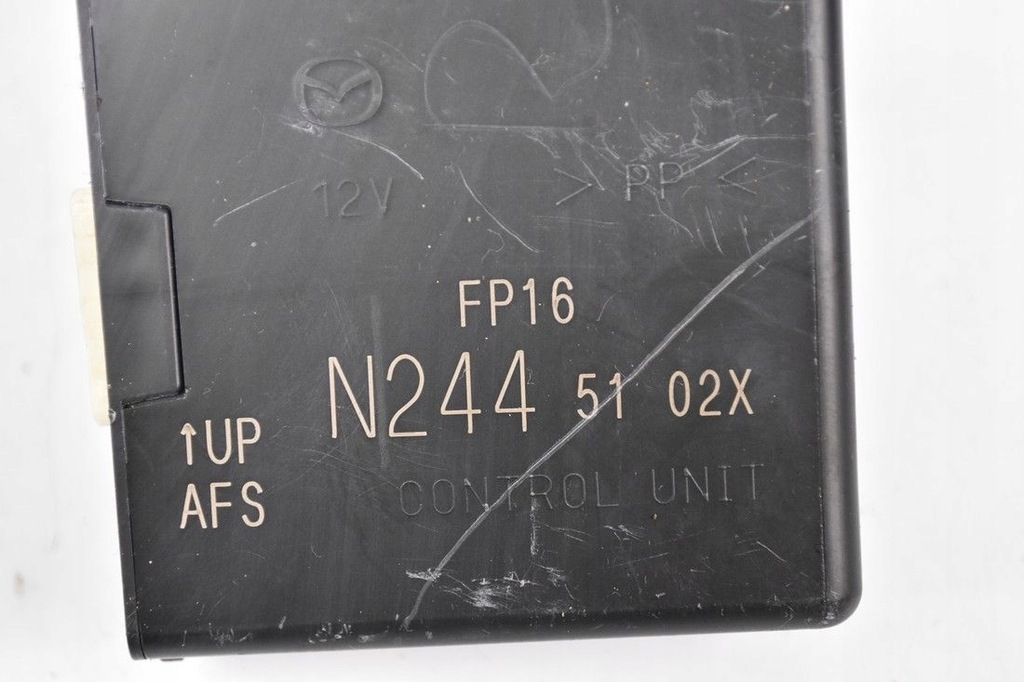 12V > PP <
FP16
N244 51 02X
↑UP
AFS
CONTROL UNIT